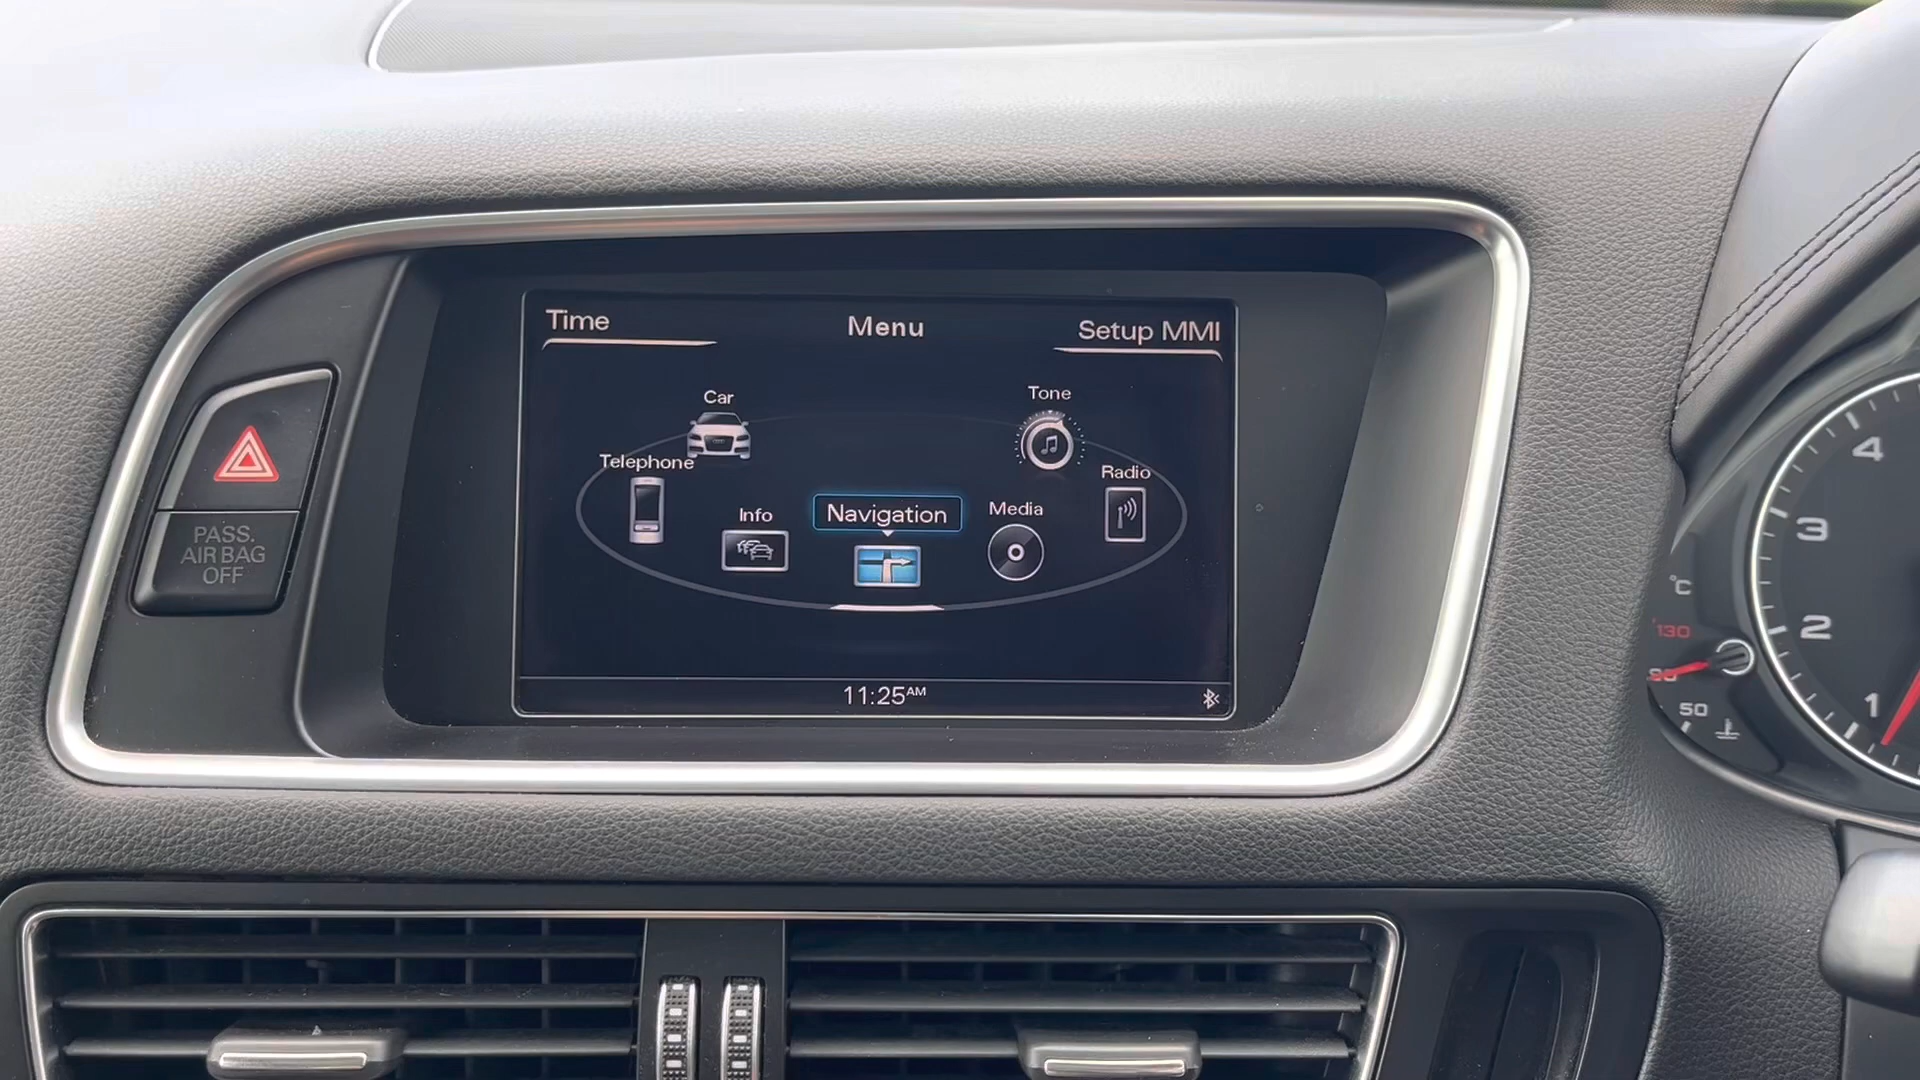 Time
Menu
Setup MMI
Car
Tone
Telephone
Radio
Info
Navigation
Media
11:25AM
PASS.
AIR BAG
OFF
°C
130
90
50
4
3
2
1